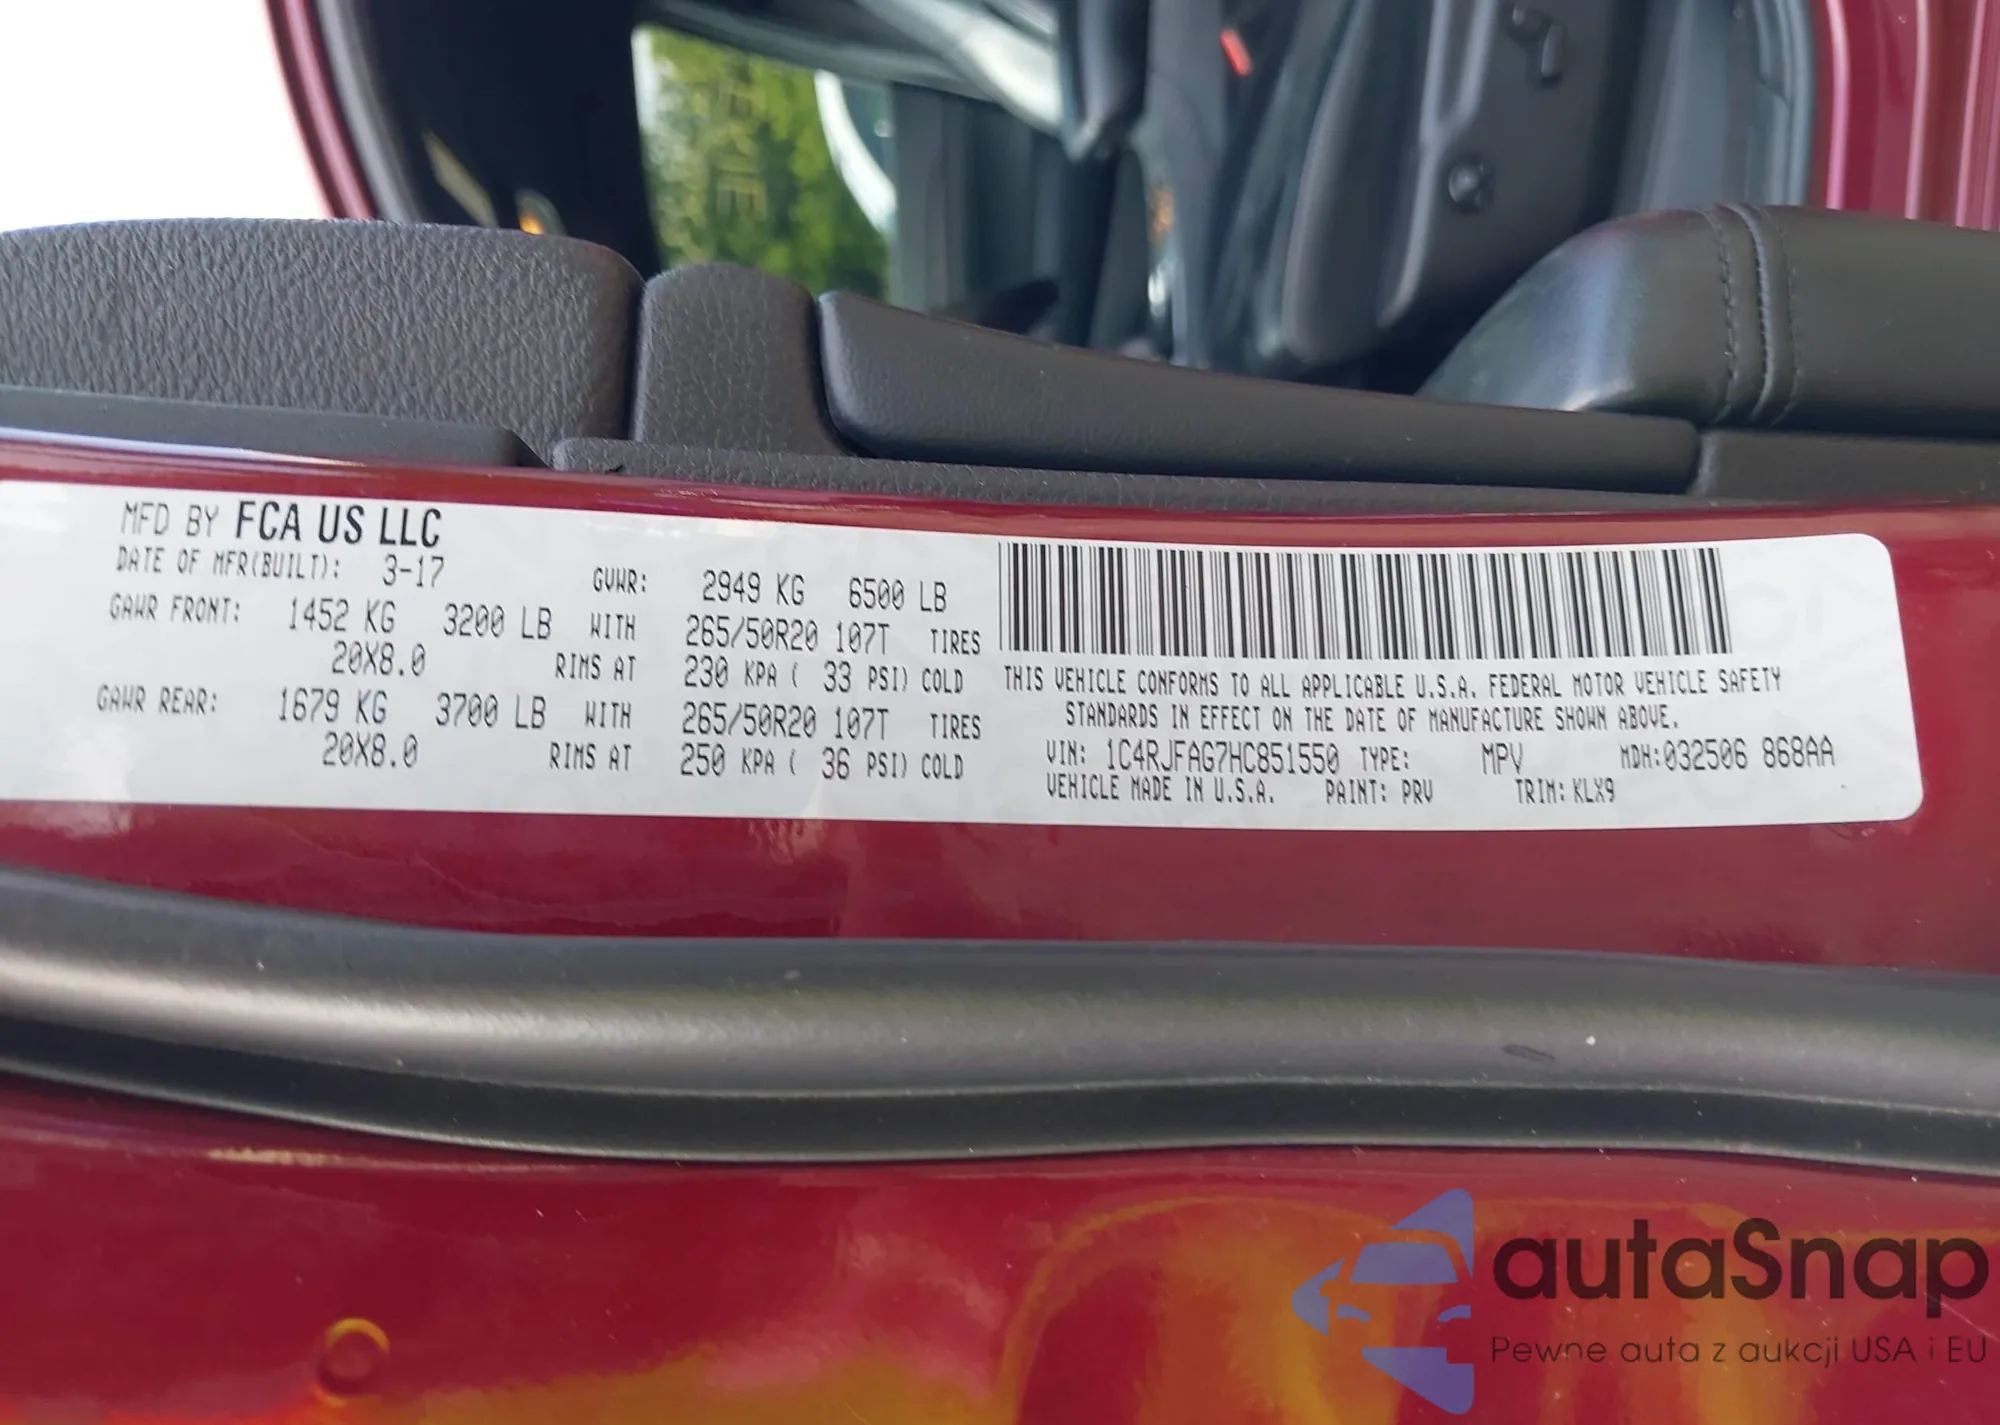 MFD BY FCA US LLC
DATE OF MFR(BUILT): 3-17 GVWR: 2949 KG 6500 LB
GAWR FRONT: 1452 KG 3200 LB WITH 265/50R20 107T TIRES
20X8.0 RIMS AT 230 KPA ( 33 PSI) COLD
GAWR REAR: 1679 KG 3700 LB WITH 265/50R20 107T TIRES
20X8.0 RIMS AT 250 KPA ( 36 PSI) COLD
THIS VEHICLE CONFORMS TO ALL APPLICABLE U.S.A. FEDERAL MOTOR VEHICLE SAFETY
STANDARDS IN EFFECT ON THE DATE OF MANUFACTURE SHOWN ABOVE.
VIN: 1C4RJFAG7HC851550 TYPE: MPV MDH:032506 868AA
VEHICLE MADE IN U.S.A. PAINT: PRV TRIM: KLX9
autaSnap
Pewne auta z aukcji USA i EU